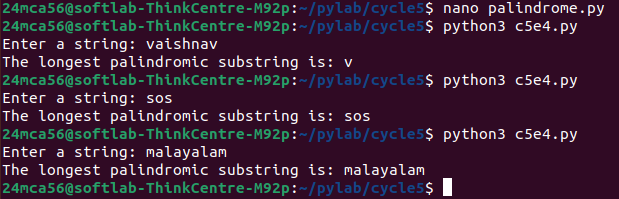 24mca56@softlab-ThinkCentre-M92p:~/pylab/cycle5$ nano palindrome.py
24mca56@softlab-ThinkCentre-M92p:~/pylab/cycle5$ python3 c5e4.py
Enter a string: vaishnav
The longest palindromic substring is: v
24mca56@softlab-ThinkCentre-M92p:~/pylab/cycle5$ python3 c5e4.py
Enter a string: sos
The longest palindromic substring is: sos
24mca56@softlab-ThinkCentre-M92p:~/pylab/cycle5$ python3 c5e4.py
Enter a string: malayalam
The longest palindromic substring is: malayalam
24mca56@softlab-ThinkCentre-M92p:~/pylab/cycle5$